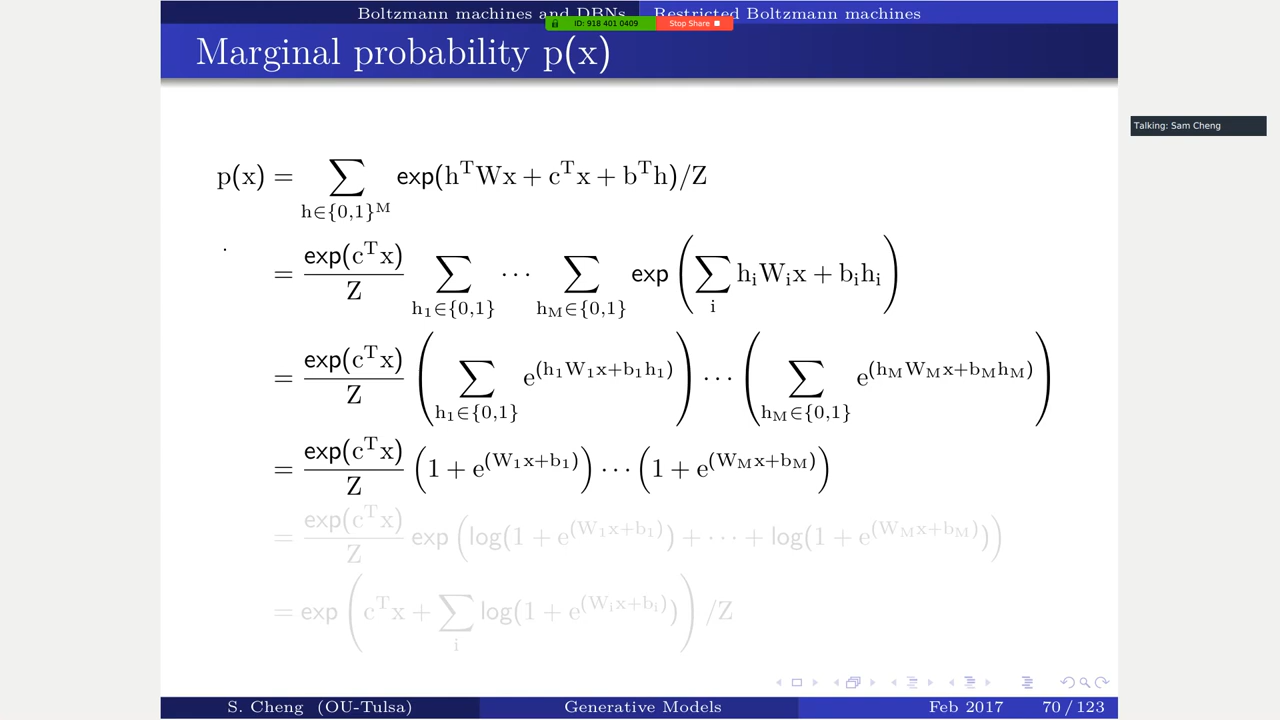 Boltzmann machines and DBNs Restricted Boltzmann machines
ID: 918 401 0409 Stop Share
Marginal probability p(x)
Talking: Sam Cheng
p(x) = ∑_{h∈{0,1}^M} exp(h^T Wx + c^T x + b^T h)/Z
= \frac{exp(c^T x)}{Z} ∑_{h_1∈{0,1}} ⋯ ∑_{h_M∈{0,1}} exp(∑_i h_i W_i x + b_i h_i)
= \frac{exp(c^T x)}{Z} (∑_{h_1∈{0,1}} e^{(h_1 W_1 x+b_1 h_1)}) ⋯ (∑_{h_M∈{0,1}} e^{(h_M W_M x+b_M h_M)})
= \frac{exp(c^T x)}{Z} (1 + e^{(W_1 x+b_1)}) ⋯ (1 + e^{(W_M x+b_M)})
= \frac{exp(c^T x)}{Z} exp(log(1 + e^{(W_1 x+b_1)}) + ⋯ + log(1 + e^{(W_M x+b_M)}))
= exp(c^T x + ∑_i log(1 + e^{(W_i x+b_i)})) /Z
S. Cheng (OU-Tulsa) Generative Models Feb 2017 70 / 123